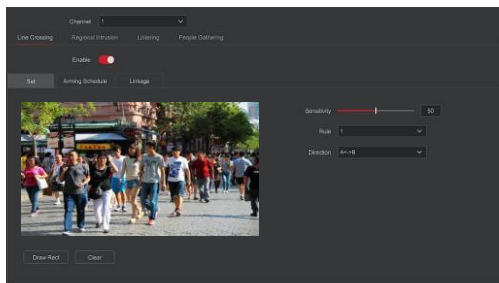 Channel 1
Line Crossing Regional Intrusion Loitering People Gathering
Enable
Set Arming Schedule Linkage
Sensitivity 50
Rule 1
Direction A<->B
Draw Rect Clear